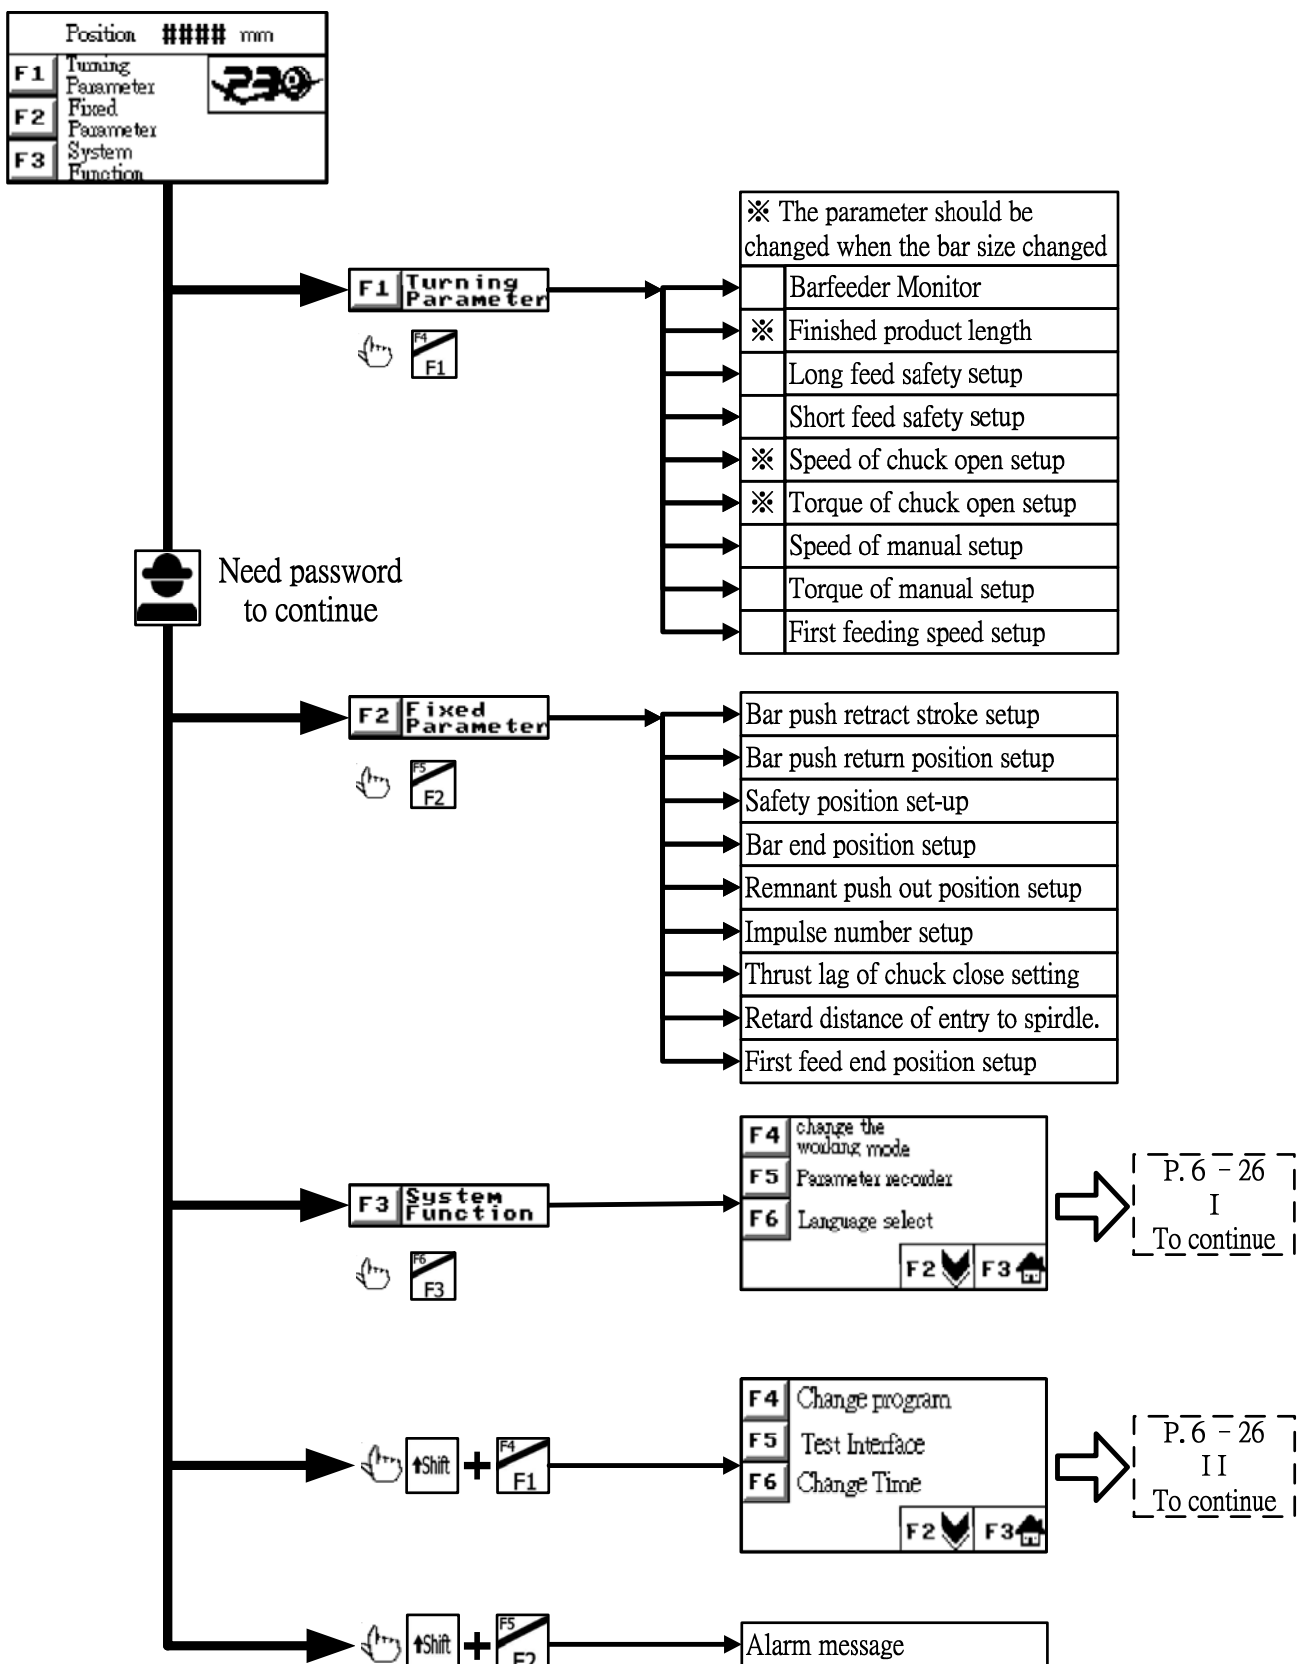 Position #### mm
F1 Turning
Parameter
F2 Fixed
Parameter
F3 System
Function
230
※ The parameter should be
changed when the bar size changed
F1 Turning
Parameter
F4
F1
Barfeeder Monitor
※ Finished product length
Long feed safety setup
Short feed safety setup
※ Speed of chuck open setup
※ Torque of chuck open setup
Speed of manual setup
Torque of manual setup
First feeding speed setup
Need password
to continue
F2 Fixed
Parameter
F5
F2
Bar push retract stroke setup
Bar push return position setup
Safety position set-up
Bar end position setup
Remnant push out position setup
Impulse number setup
Thrust lag of chuck close setting
Retard distance of entry to spirdle.
First feed end position setup
F3 System
Function
F6
F3
F4 change the
working mode
F5 Parameter recorder
F6 Language select
F2 F3
P. 6 - 26
I
To continue
↑Shift + F4
F1
F4 Change program
F5 Test Interface
F6 Change Time
F2 F3
P. 6 - 26
II
To continue
↑Shift + F5
F2
Alarm message